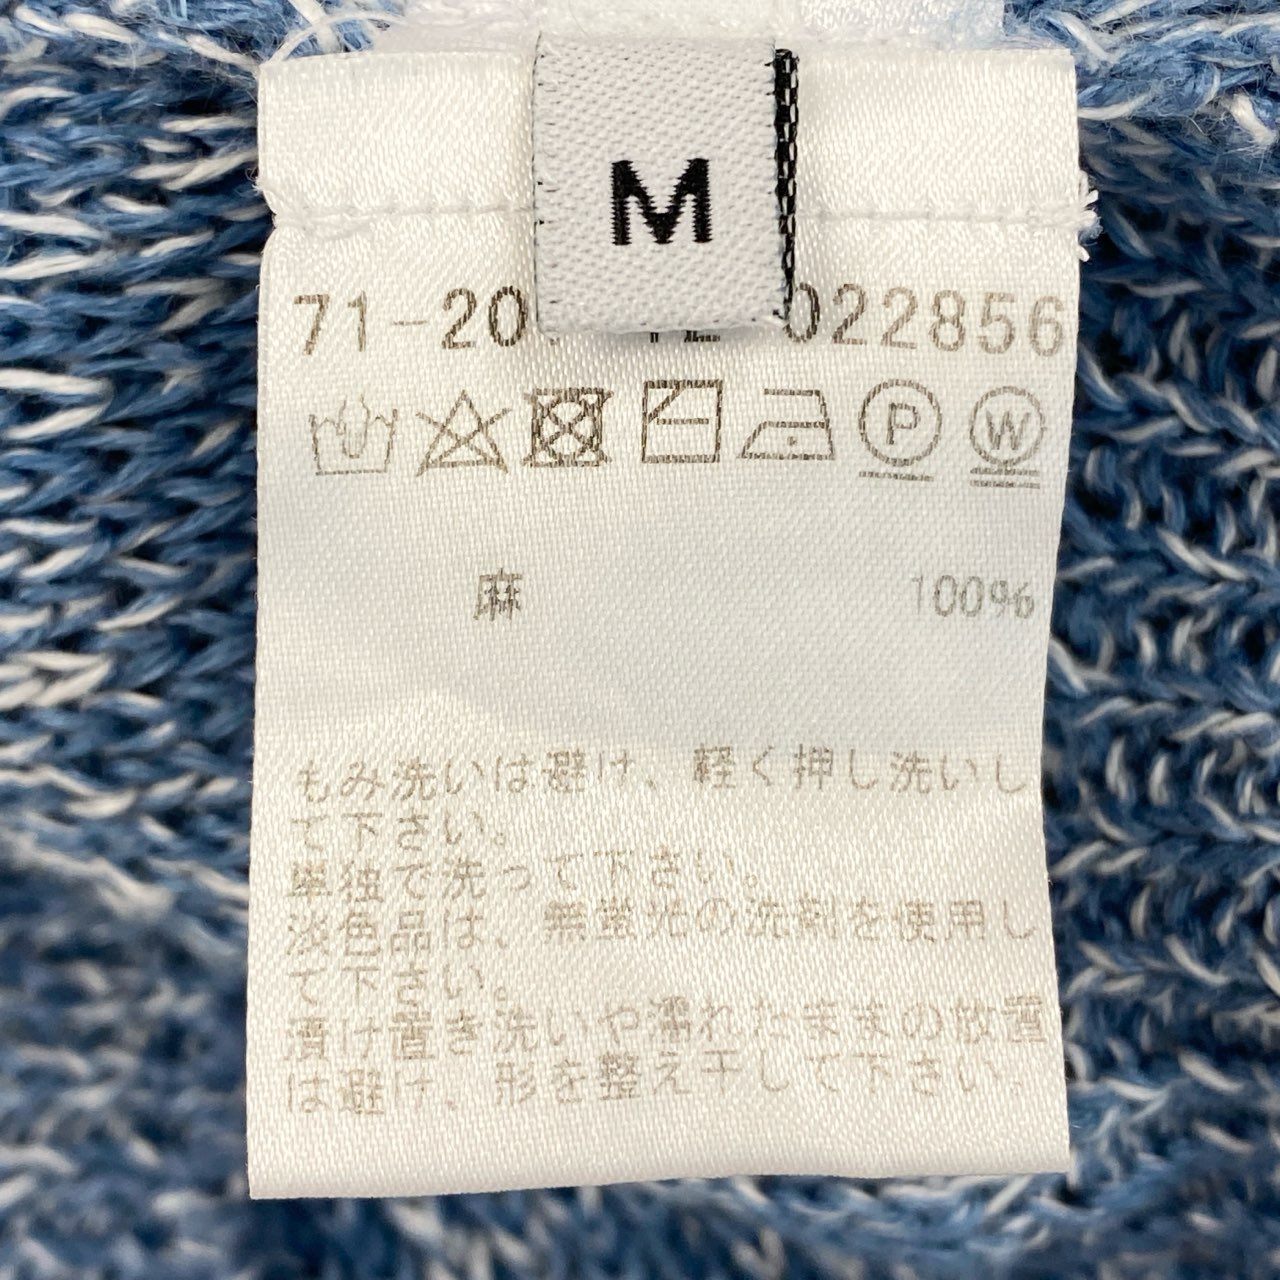 M
71-20 022856
P W
麻 100%
もみ洗いは避け、軽く押し洗いし
て下さい。
単独で洗って下さい。
淡色品は、無蛍光の洗剤を使用し
て下さい。
漬け置き洗いや濡れたままの放置
は避け、形を整え干して下さい。